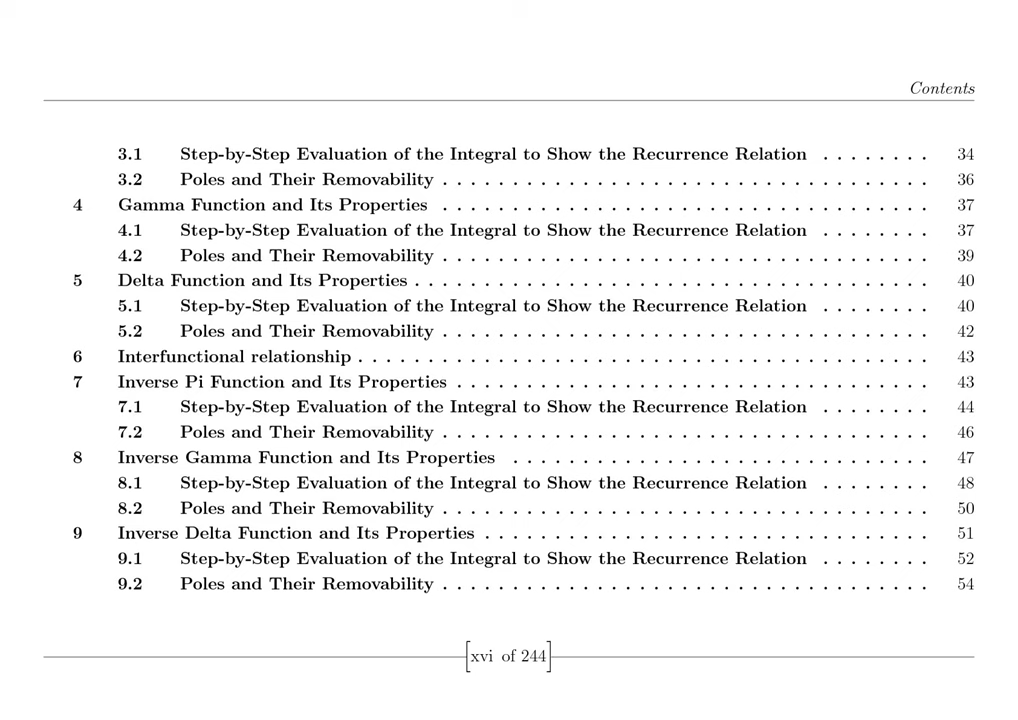 Contents
3.1 Step-by-Step Evaluation of the Integral to Show the Recurrence Relation . . . . . . . . 34
3.2 Poles and Their Removability . . . . . . . . . . . . . . . . . . . . . . . . . . . . . . . . . . . 36
4 Gamma Function and Its Properties . . . . . . . . . . . . . . . . . . . . . . . . . . . . . . . . . . . 37
4.1 Step-by-Step Evaluation of the Integral to Show the Recurrence Relation . . . . . . . . 37
4.2 Poles and Their Removability . . . . . . . . . . . . . . . . . . . . . . . . . . . . . . . . . . . 39
5 Delta Function and Its Properties . . . . . . . . . . . . . . . . . . . . . . . . . . . . . . . . . . . . . 40
5.1 Step-by-Step Evaluation of the Integral to Show the Recurrence Relation . . . . . . . . 40
5.2 Poles and Their Removability . . . . . . . . . . . . . . . . . . . . . . . . . . . . . . . . . . . 42
6 Interfunctional relationship . . . . . . . . . . . . . . . . . . . . . . . . . . . . . . . . . . . . . . . . . 43
7 Inverse Pi Function and Its Properties . . . . . . . . . . . . . . . . . . . . . . . . . . . . . . . . . . 43
7.1 Step-by-Step Evaluation of the Integral to Show the Recurrence Relation . . . . . . . . 44
7.2 Poles and Their Removability . . . . . . . . . . . . . . . . . . . . . . . . . . . . . . . . . . . 46
8 Inverse Gamma Function and Its Properties . . . . . . . . . . . . . . . . . . . . . . . . . . . . . . 47
8.1 Step-by-Step Evaluation of the Integral to Show the Recurrence Relation . . . . . . . . 48
8.2 Poles and Their Removability . . . . . . . . . . . . . . . . . . . . . . . . . . . . . . . . . . . 50
9 Inverse Delta Function and Its Properties . . . . . . . . . . . . . . . . . . . . . . . . . . . . . . . . 51
9.1 Step-by-Step Evaluation of the Integral to Show the Recurrence Relation . . . . . . . . 52
9.2 Poles and Their Removability . . . . . . . . . . . . . . . . . . . . . . . . . . . . . . . . . . . 54
[xvi of 244]